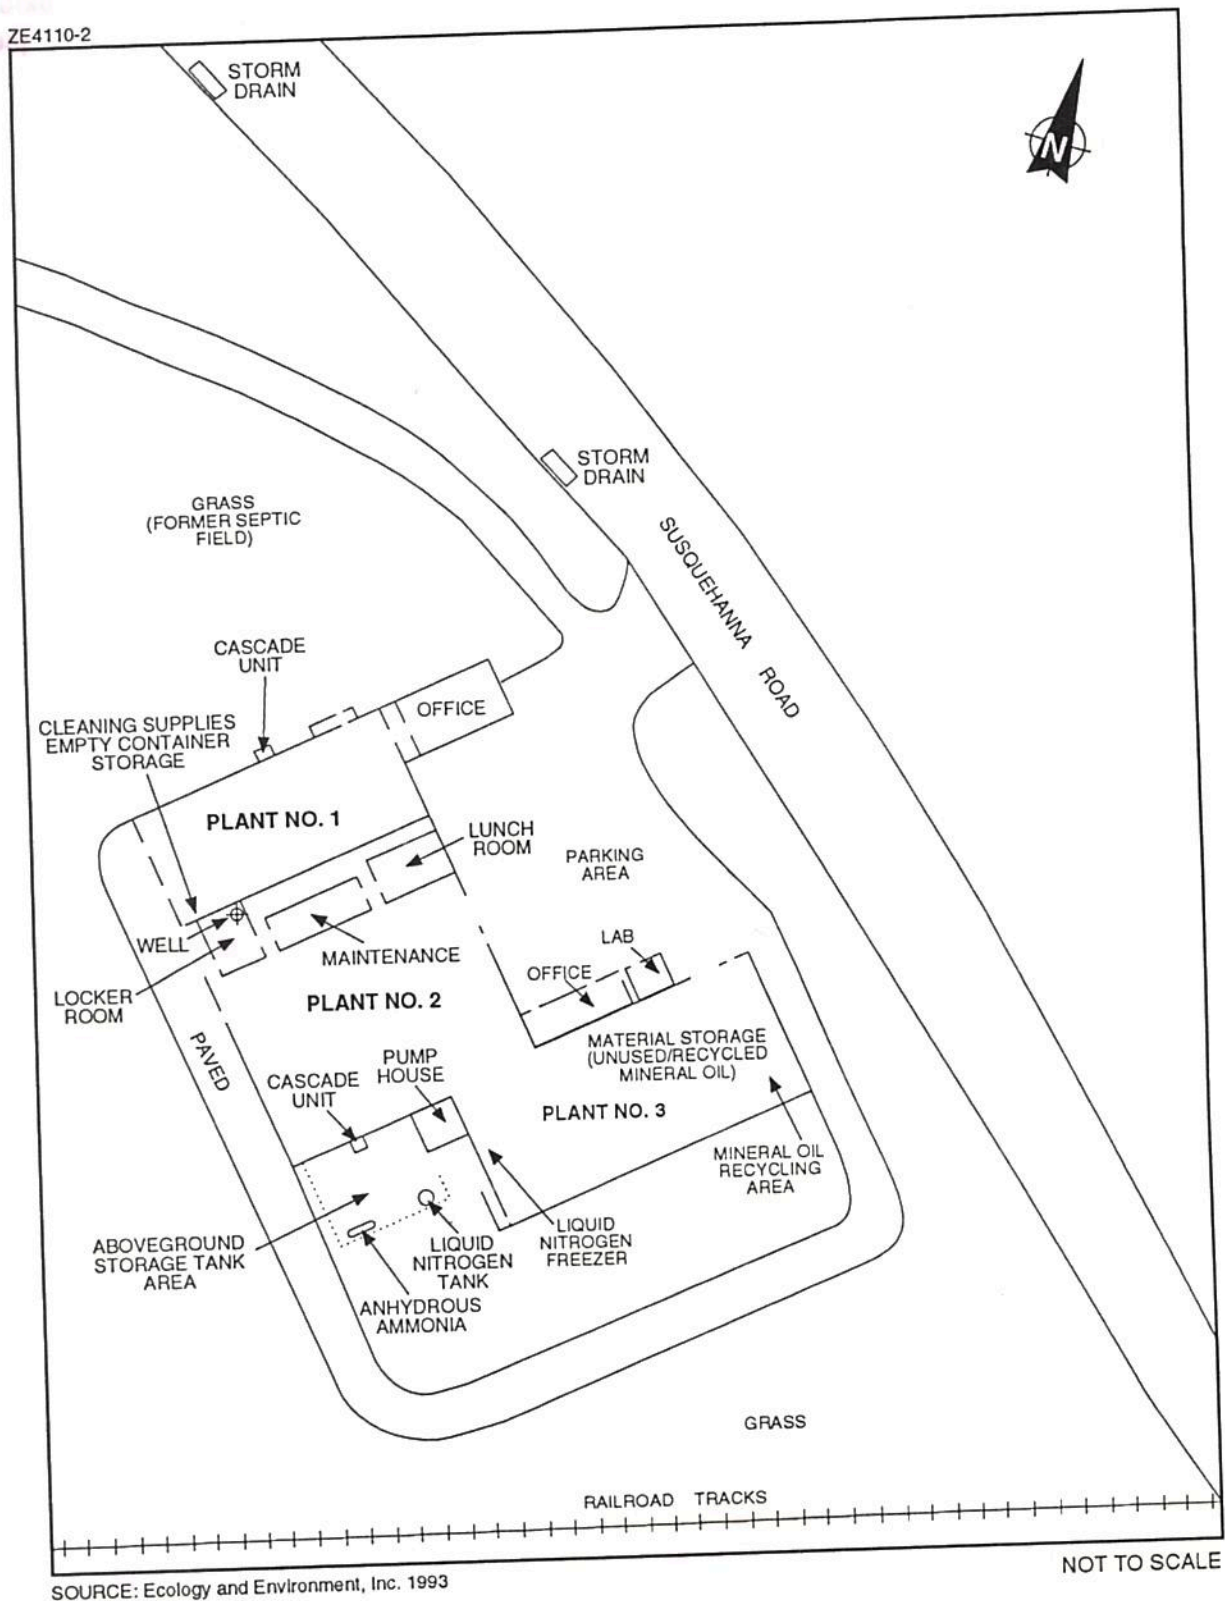 ZE4110-2
STORM
DRAIN
N
STORM
DRAIN
GRASS
(FORMER SEPTIC
FIELD)
SUSQUEHANNA ROAD
CASCADE
UNIT
OFFICE
CLEANING SUPPLIES
EMPTY CONTAINER
STORAGE
PLANT NO. 1
LUNCH
ROOM
PARKING
AREA
WELL
MAINTENANCE
LAB
OFFICE
LOCKER
ROOM
PLANT NO. 2
PAVED
MATERIAL STORAGE
(UNUSED/RECYCLED
MINERAL OIL)
PUMP
HOUSE
CASCADE
UNIT
PLANT NO. 3
MINERAL OIL
RECYCLING
AREA
ABOVEGROUND
STORAGE TANK
AREA
LIQUID
NITROGEN
TANK
LIQUID
NITROGEN
FREEZER
ANHYDROUS
AMMONIA
GRASS
RAILROAD TRACKS
NOT TO SCALE
SOURCE: Ecology and Environment, Inc. 1993